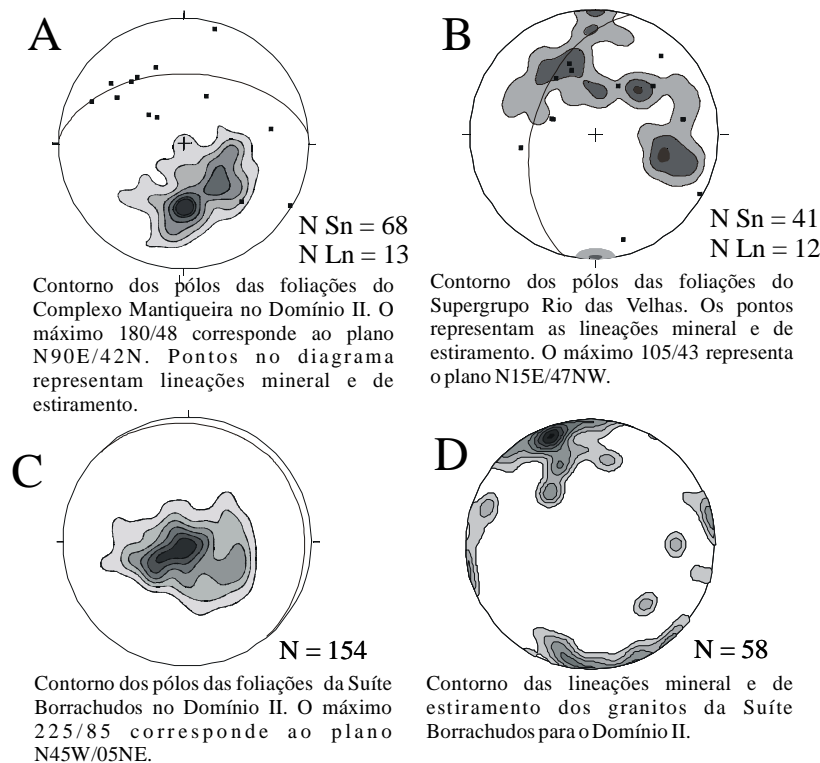 A
N Sn = 68
N Ln = 13
Contorno dos pólos das foliações do
Complexo Mantiqueira no Domínio II. O
máximo 180/48 corresponde ao plano
N90E/42N. Pontos no diagrama
representam lineações mineral e de
estiramento.
B
N Sn = 41
N Ln = 12
Contorno dos pólos das foliações do
Supergrupo Rio das Velhas. Os pontos
representam as lineações mineral e de
estiramento. O máximo 105/43 representa
o plano N15E/47NW.
C
N = 154
Contorno dos pólos das foliações da Suíte
Borrachudos no Domínio II. O máximo
225/85 corresponde ao plano
N45W/05NE.
D
N = 58
Contorno das lineações mineral e de
estiramento dos granitos da Suíte
Borrachudos para o Domínio II.